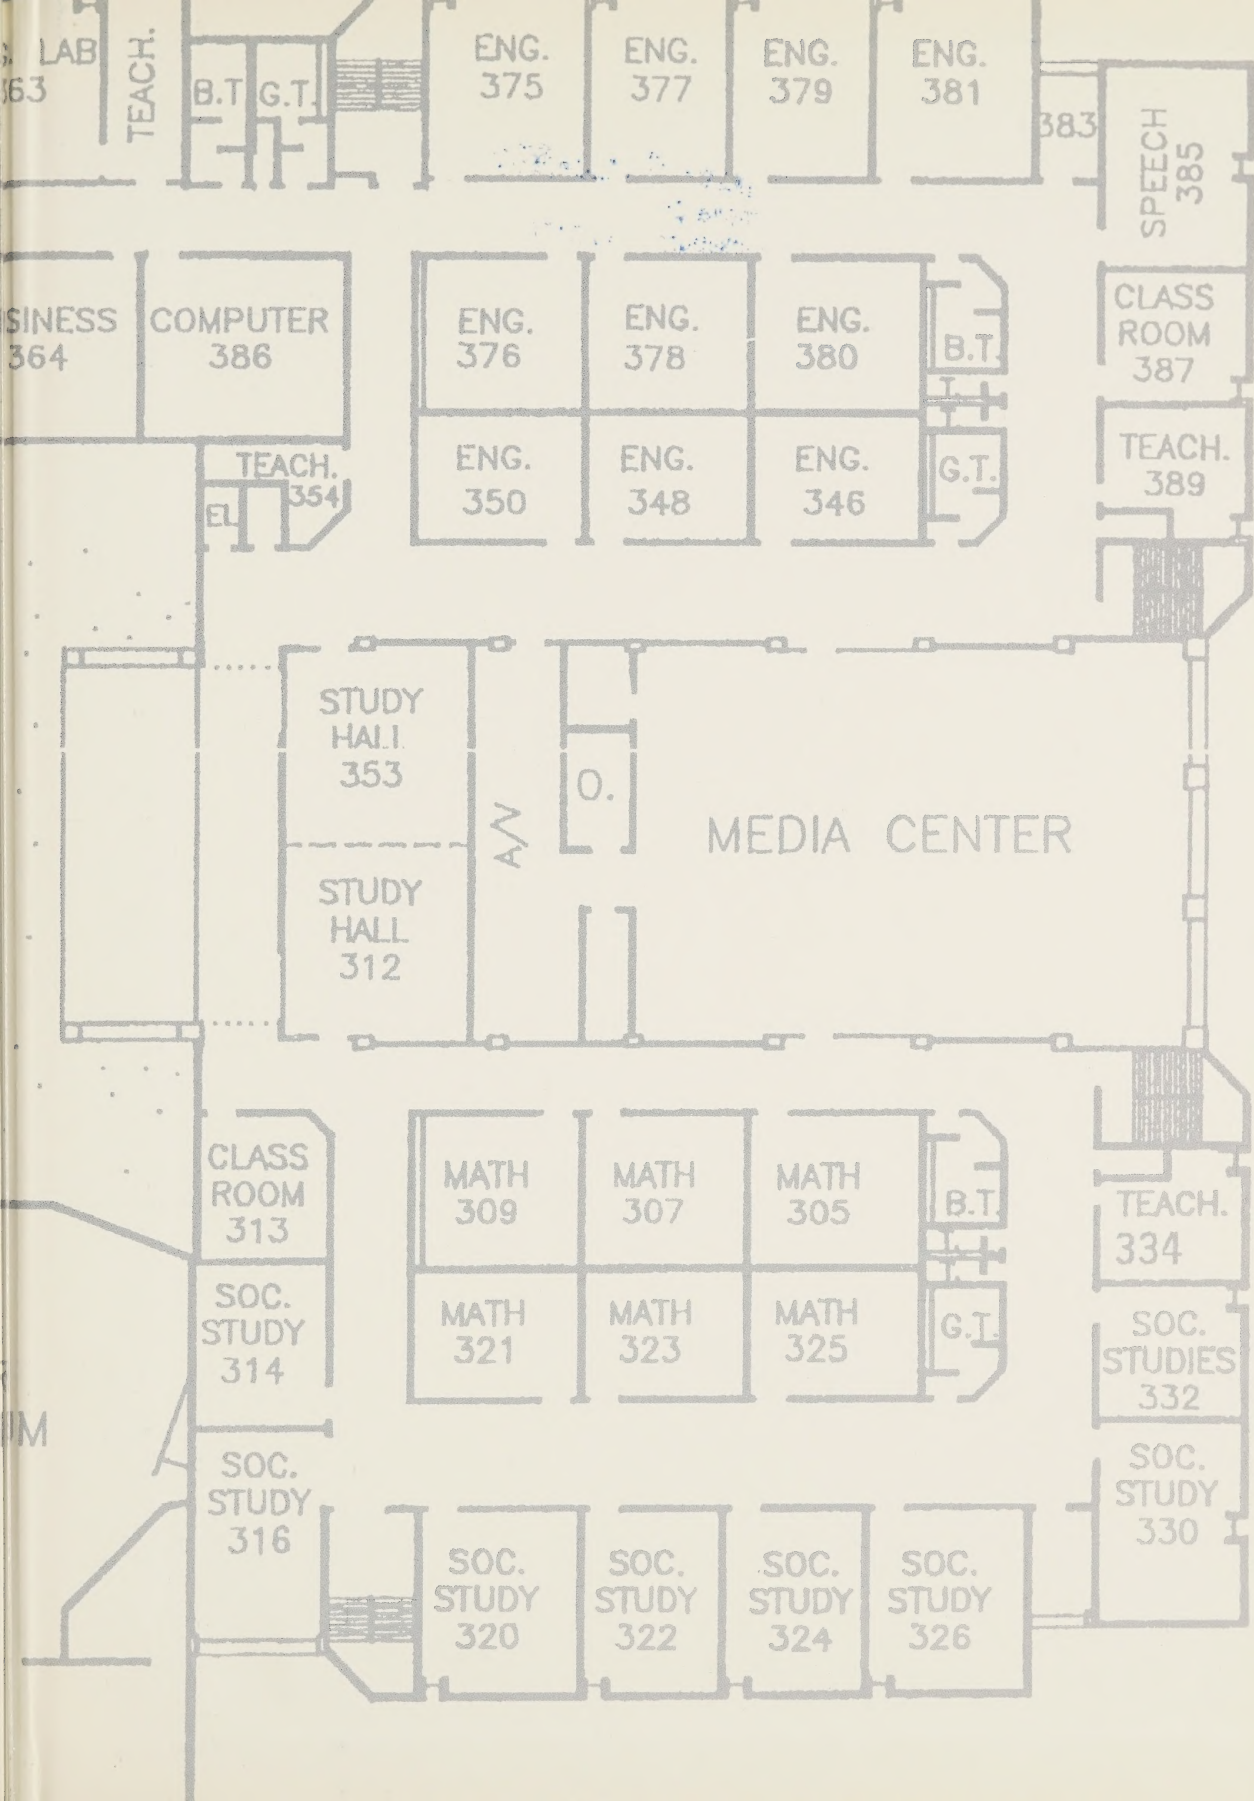 LAB
TEACH.
B.T.
G.T.
ENG.
375
ENG.
377
ENG.
379
ENG.
381
383
SPEECH
385
364
COMPUTER
386
ENG.
376
ENG.
378
ENG.
380
B.T.
CLASS
ROOM
387
TEACH.
354
EL
ENG.
350
ENG.
348
ENG.
346
G.T.
TEACH.
389
STUDY
HALL
353
A/V
O.
MEDIA CENTER
STUDY
HALL
312
CLASS
ROOM
313
MATH
309
MATH
307
MATH
305
B.T.
TEACH.
334
SOC.
STUDY
314
MATH
321
MATH
323
MATH
325
G.T.
SOC.
STUDIES
332
SOC.
STUDY
316
SOC.
STUDY
330
SOC.
STUDY
320
SOC.
STUDY
322
SOC.
STUDY
324
SOC.
STUDY
326